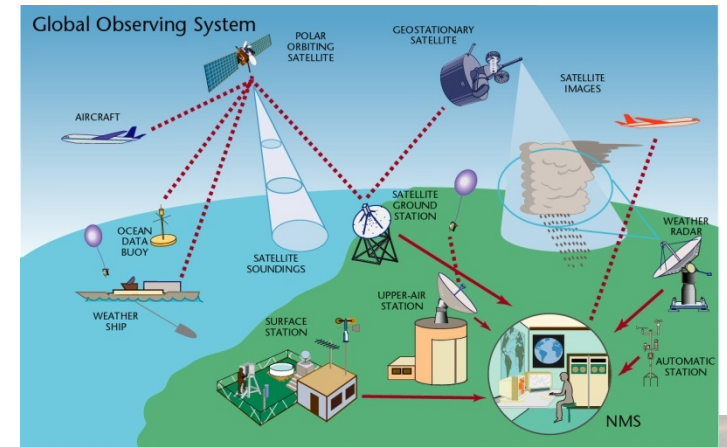 Global Observing System
POLAR
ORBITING
SATELLITE
GEOSTATIONARY
SATELLITE
SATELLITE
IMAGES
AIRCRAFT
OCEAN
DATA
BUOY
SATELLITE
SOUNDINGS
SATELLITE
GROUND
STATION
WEATHER
RADAR
WEATHER
SHIP
UPPER-AIR
STATION
SURFACE
STATION
AUTOMATIC
STATION
NMS